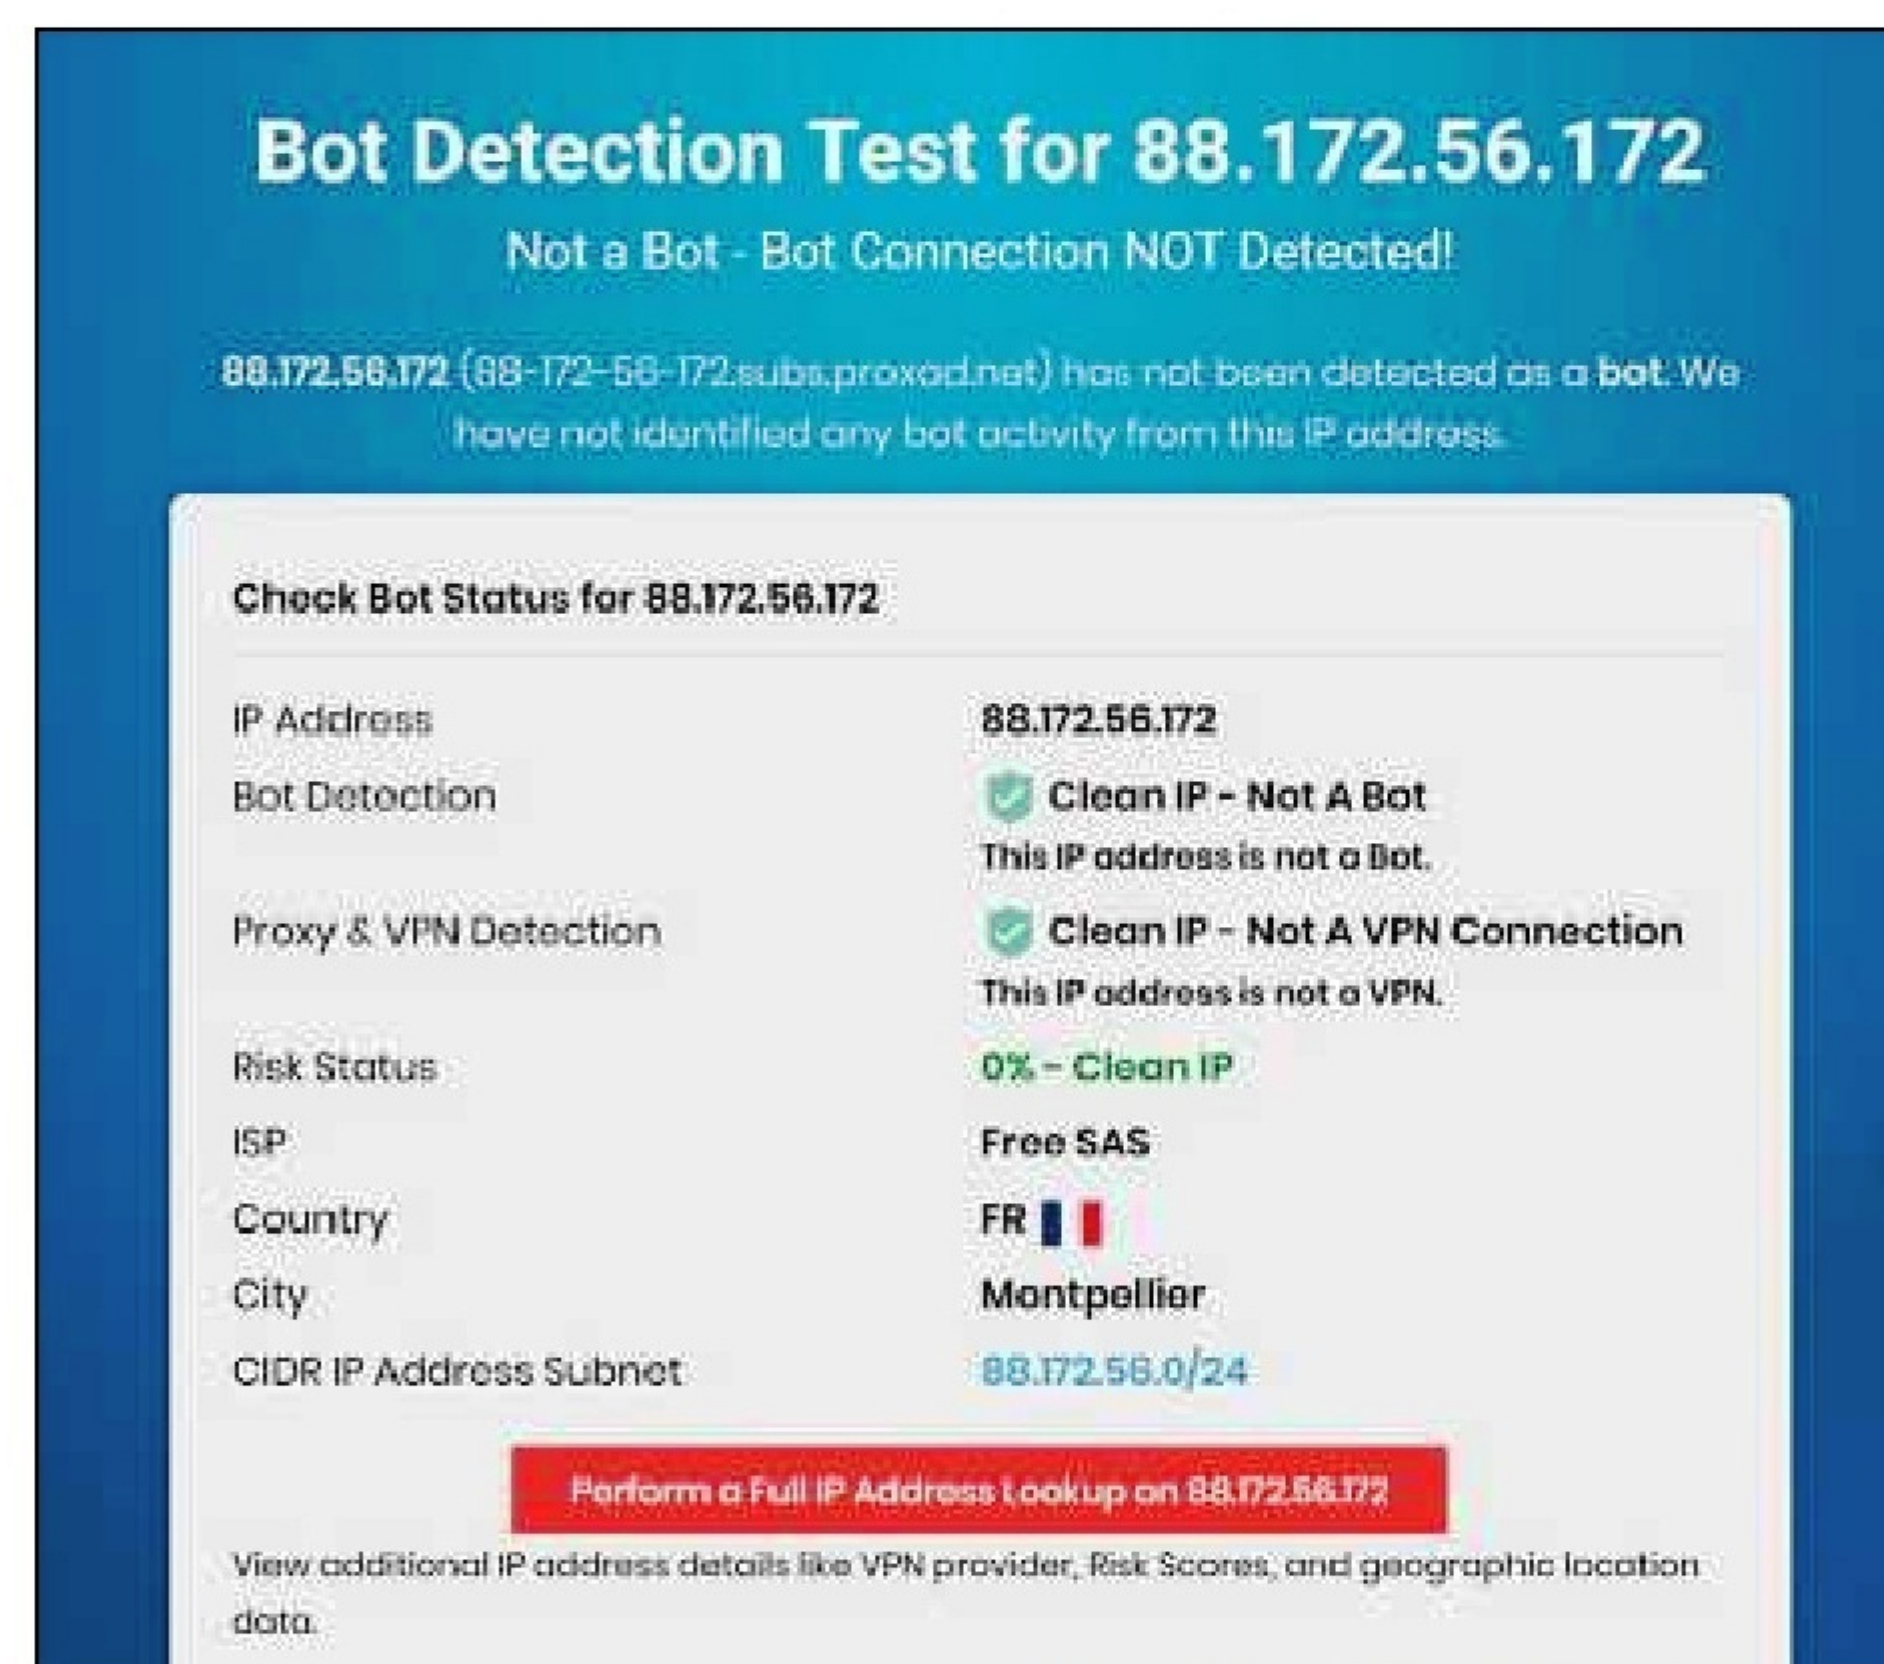 Bot Detection Test for 88.172.56.172
Not a Bot - Bot Connection NOT Detected!
88.172.56.172 (88-172-56-172.subs.proxad.net) has not been detected as a bot. We
have not identified any bot activity from this IP address.
Check Bot Status for 88.172.56.172
IP Address 88.172.56.172
Bot Detection Clean IP - Not A Bot
This IP address is not a Bot.
Proxy & VPN Detection Clean IP - Not A VPN Connection
This IP address is not a VPN.
Risk Status 0% - Clean IP
ISP Free SAS
Country FR
City Montpellier
CIDR IP Address Subnet 88.172.56.0/24
Perform a Full IP Address Lookup on 88.172.56.172
View additional IP address details like VPN provider, Risk Scores, and geographic location
data.